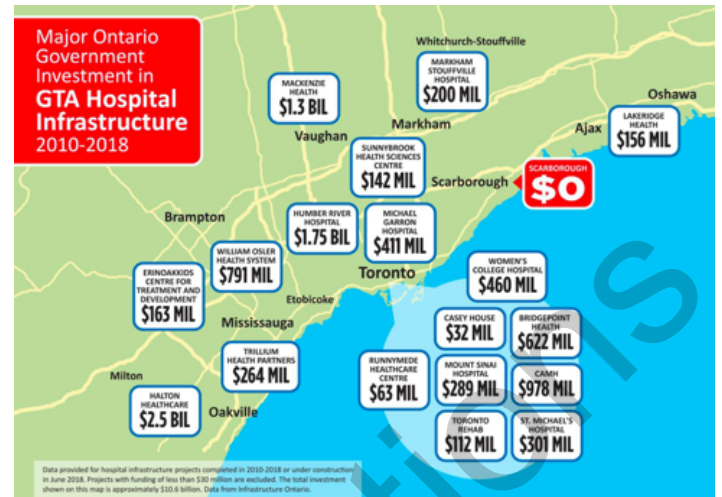 Major Ontario
Government
Investment in
GTA Hospital
Infrastructure
2010-2018
Whitchurch-Stouffville
MARKHAM
STOUFFVILLE
HOSPITAL
$200 MIL
MACKENZIE
HEALTH
$1.3 BIL
Vaughan
Markham
Oshawa
LAKERIDGE
HEALTH
$156 MIL
Ajax
SUNNYBROOK
HEALTH SCIENCES
CENTRE
$142 MIL
Scarborough
SCARBOROUGH
$0
Brampton
HUMBER RIVER
HOSPITAL
$1.75 BIL
MICHAEL
GARRON
HOSPITAL
$411 MIL
WILLIAM OSLER
HEALTH SYSTEM
$791 MIL
Toronto
WOMEN'S
COLLEGE HOSPITAL
$460 MIL
ERINOAKKIDS
CENTRE FOR
TREATMENT AND
DEVELOPMENT
$163 MIL
Etobicoke
Mississauga
CASEY HOUSE
$32 MIL
BRIDGEPOINT
HEALTH
$622 MIL
TRILLIUM
HEALTH PARTNERS
$264 MIL
RUNNYMEDE
HEALTHCARE
CENTRE
$63 MIL
MOUNT SINAI
HOSPITAL
$289 MIL
CAMH
$978 MIL
Milton
HALTON
HEALTHCARE
$2.5 BIL
Oakville
TORONTO
REHAB
$112 MIL
ST. MICHAEL'S
HOSPITAL
$301 MIL
Data provided for hospital infrastructure projects completed in 2010-2018 or under construction
in June 2018. Projects with funding of less than $30 million are excluded. The total investment
shown on this map is approximately $10.6 billion. Data from Infrastructure Ontario.